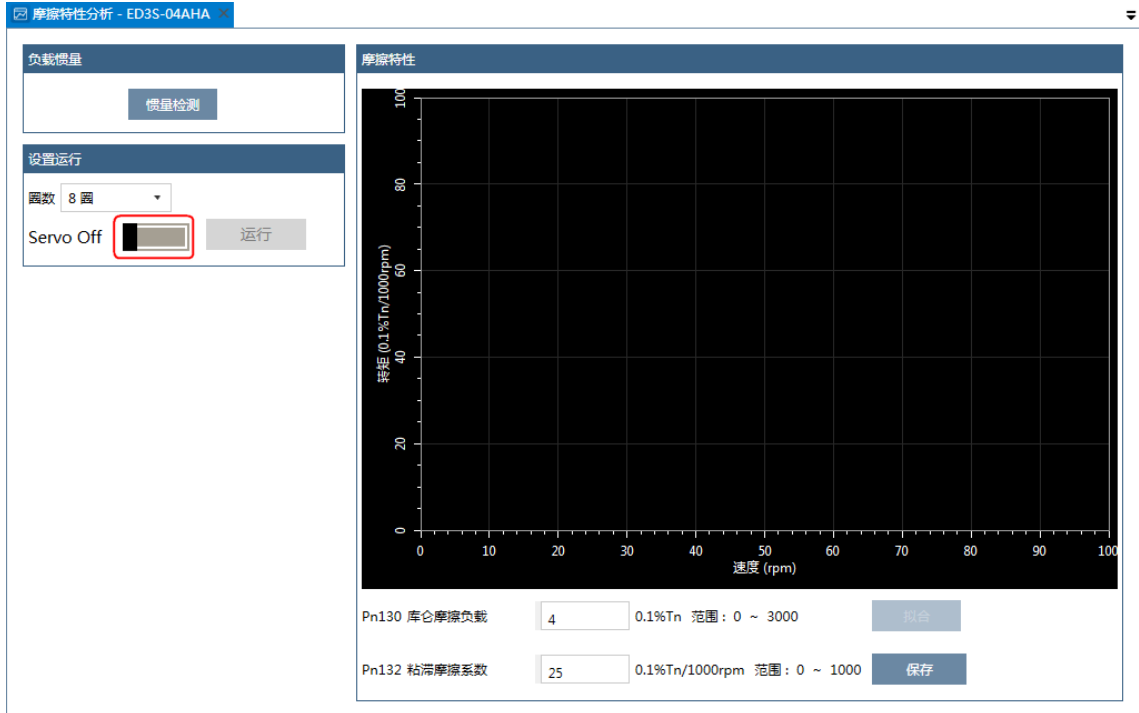 摩擦特性分析 - ED3S-04AHA
负载惯量
惯量检测
设置运行
圈数 8 圈
Servo Off 运行
摩擦特性
转矩 (0.1%Tn/1000rpm)
100
80
60
40
20
0
0 10 20 30 40 50 60 70 80 90 100
速度 (rpm)
Pn130 库仑摩擦负载 4 0.1%Tn 范围: 0 ~ 3000 拟合
Pn132 粘滞摩擦系数 25 0.1%Tn/1000rpm 范围: 0 ~ 1000 保存